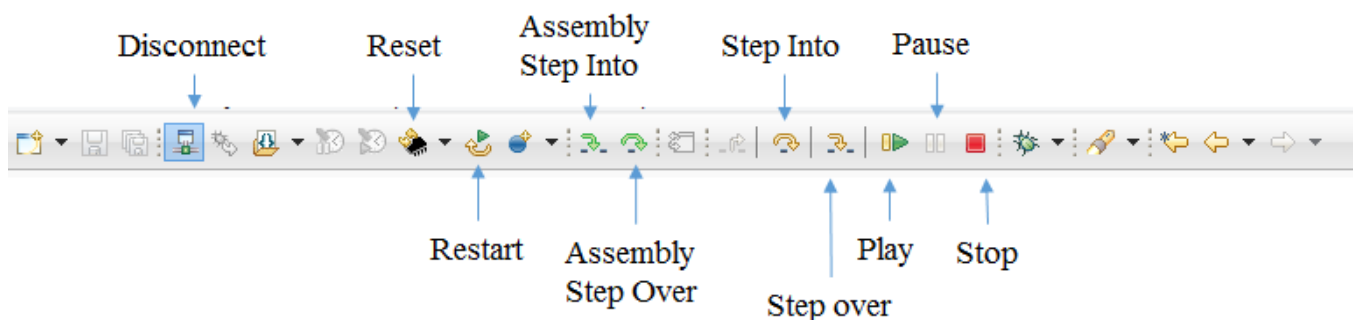 Disconnect
Reset
Assembly
Step Into
Step Into
Pause
Restart
Assembly
Step Over
Step over
Play
Stop